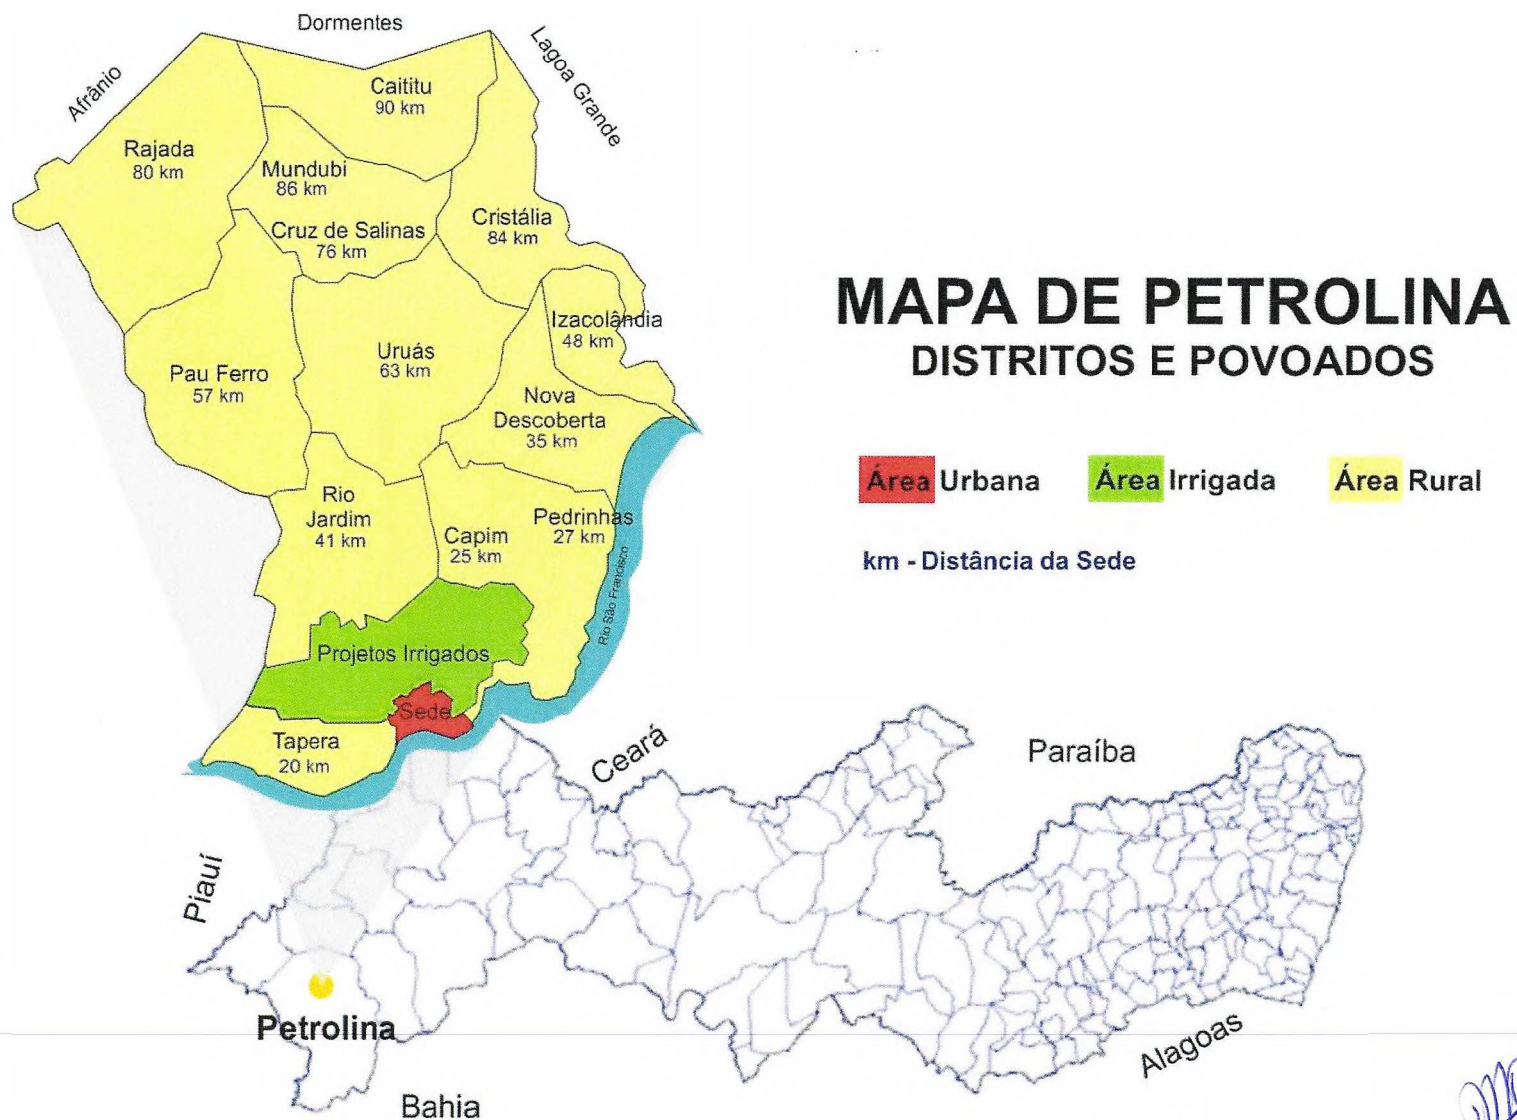 Dormentes
Afrânio
Lagoa Grande
Caititu
90 km
Rajada
80 km
Mundubi
86 km
Cruz de Salinas
76 km
Cristália
84 km
Izacolândia
48 km
Uruás
63 km
Pau Ferro
57 km
Nova
Descoberta
35 km
Rio
Jardim
41 km
Capim
25 km
Pedrinhas
27 km
Rio São Francisco
Projetos Irrigados
Sede
Tapera
20 km
MAPA DE PETROLINA
DISTRITOS E POVOADOS
Área Urbana
Área Irrigada
Área Rural
km - Distância da Sede
Ceará
Paraíba
Piauí
Petrolina
Bahia
Alagoas